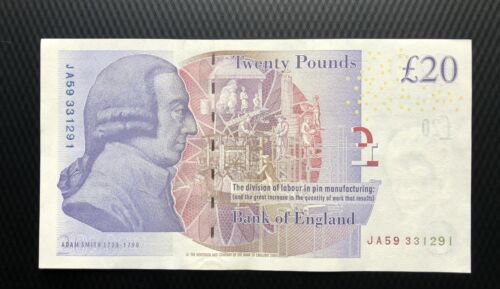 JA59 331291
Twenty Pounds
£20
The division of labour in pin manufacturing:
(and the great increase in the quantity of work that results)
Bank of England
ADAM SMITH 1723-1790
JA59 331291